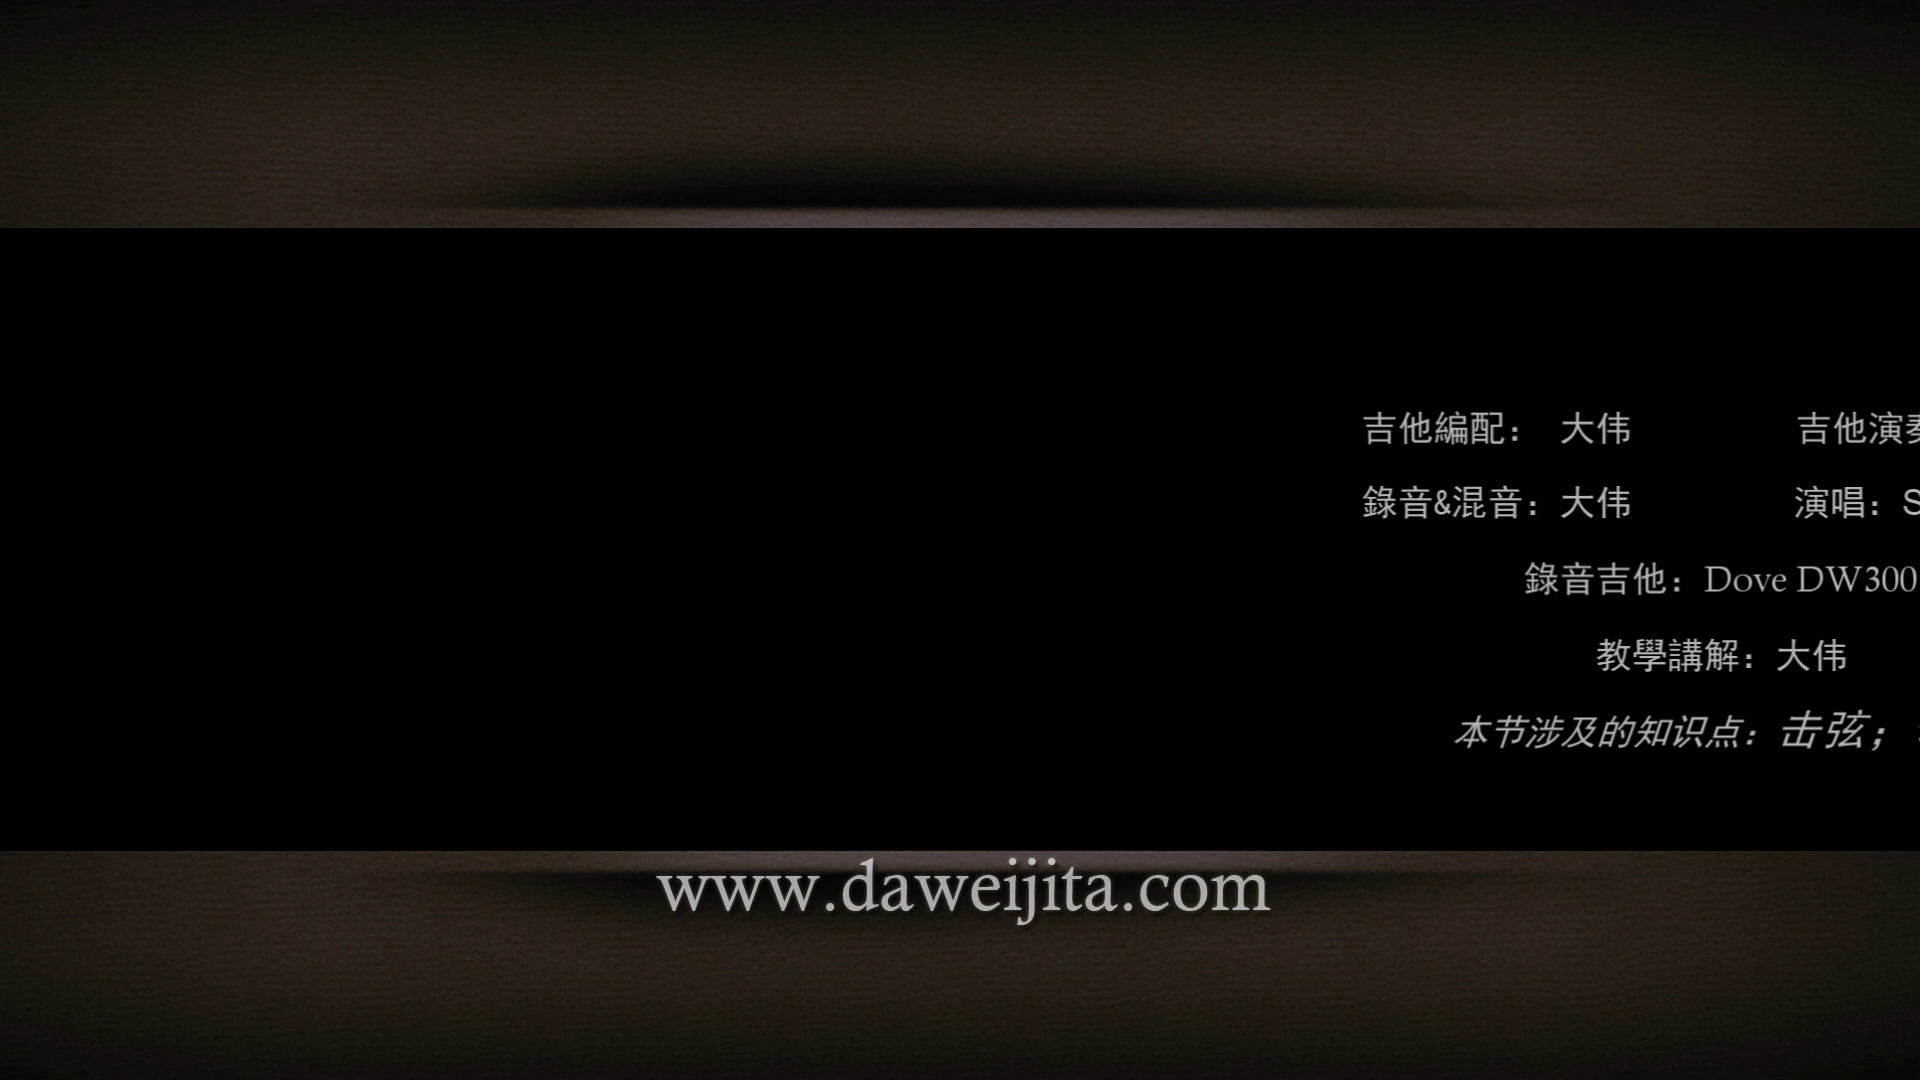 吉他編配： 大伟 吉他演奏
錄音&混音：大伟 演唱：S
錄音吉他：Dove DW300
教學講解：大伟
本节涉及的知识点：击弦；
www.daweijita.com